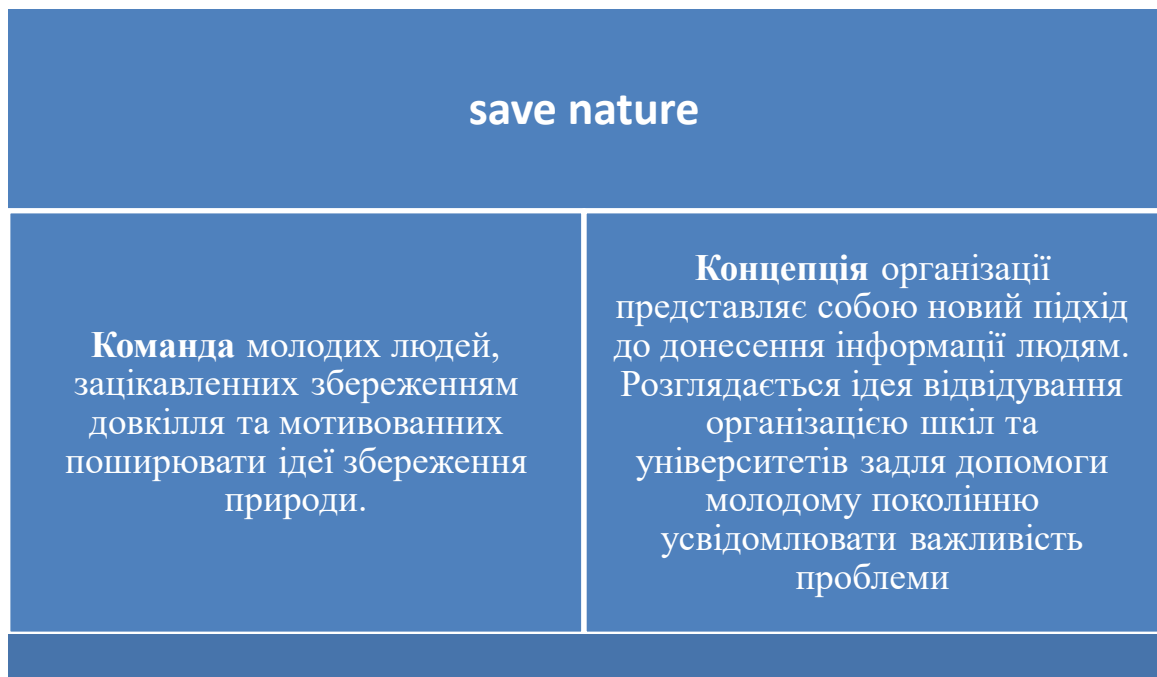 save nature
Команда молодих людей,
зацікавленних збереженням
довкілля та мотивованних
поширювати ідеї збереження
природи.
Концепція організації
представляє собою новий підхід
до донесення інформації людям.
Розглядається ідея відвідування
організацією шкіл та
університетів задля допомоги
молодому поколінню
усвідомлювати важливість
проблеми